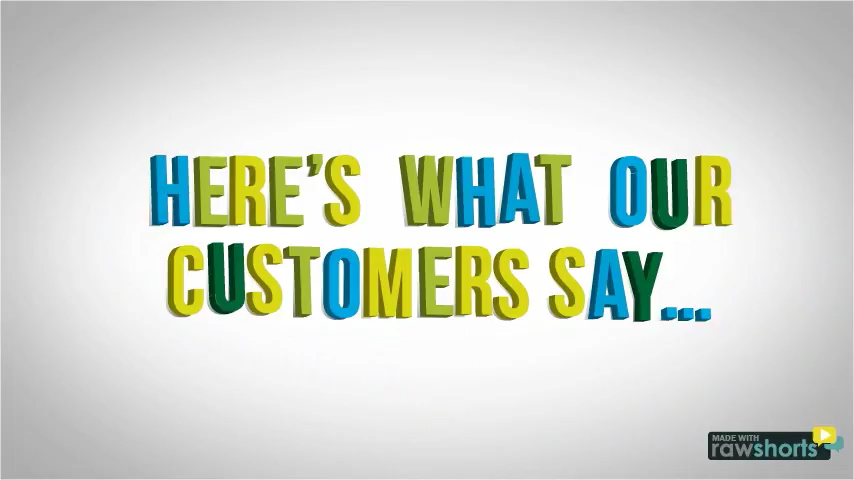 HERE'S WHAT OUR
CUSTOMERS SAY...
MADE WITH
rawshorts